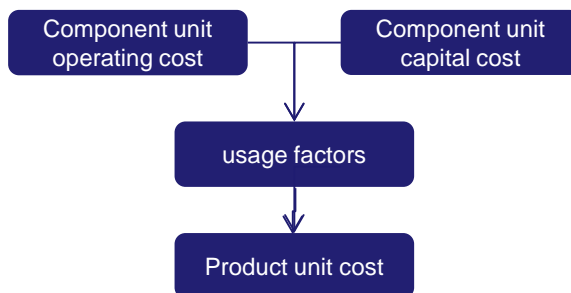 Component unit
operating cost
Component unit
capital cost
usage factors
Product unit cost